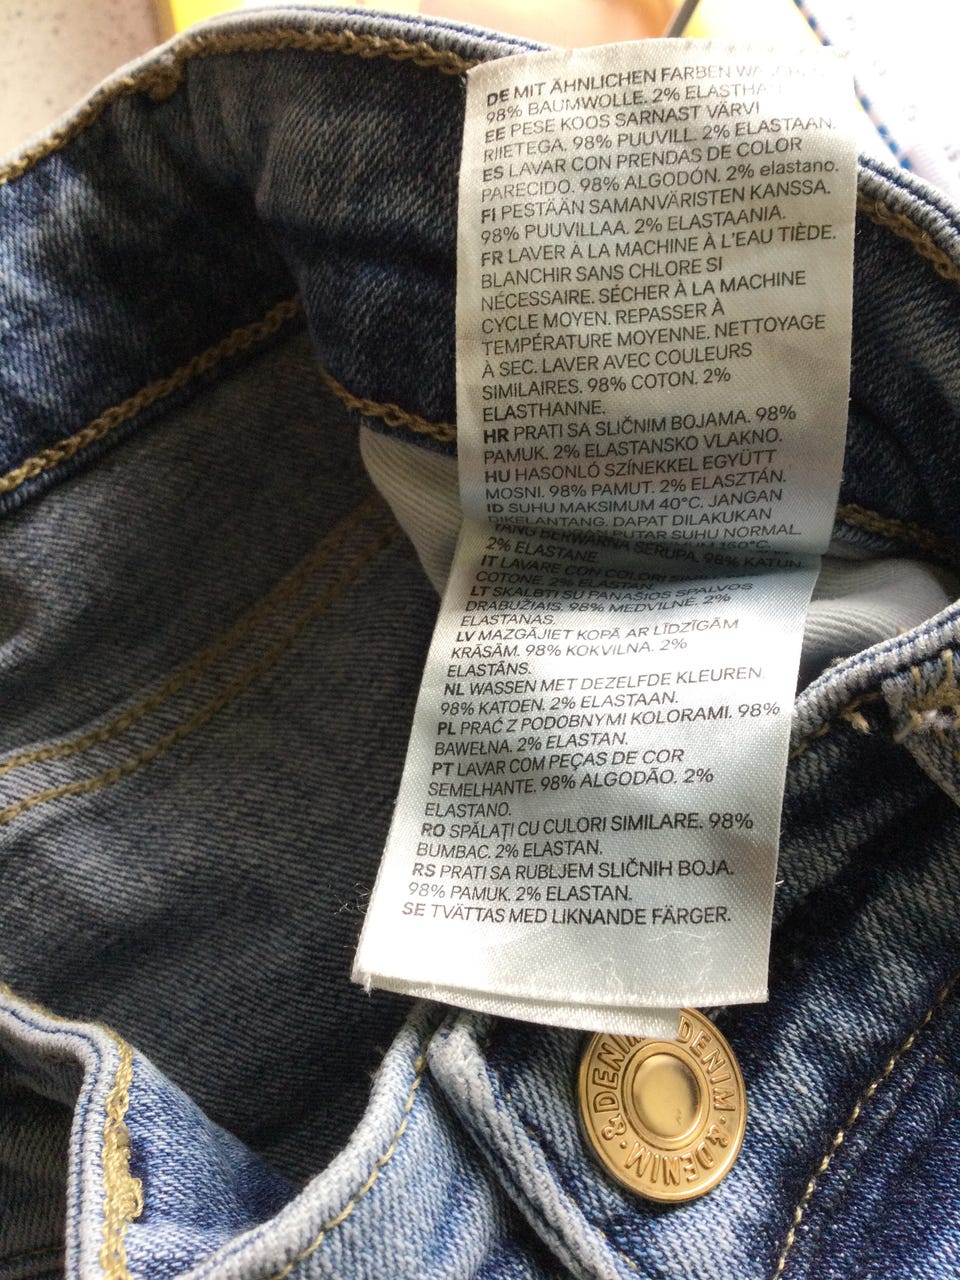 DE MIT ÄHNLICHEN FARBEN
98% BAUMWOLLE. 2%
EE PESE KOOS SARNAST VÄRVI
RIIETEGA. 98% PUUVILL. 2% ELASTAAN.
ES LAVAR CON PRENDAS DE COLOR
PARECIDO. 98% ALGODÓN. 2% elastano.
FI PESTÄÄN SAMANVÄRISTEN KANSSA.
98% PUUVILLAA. 2% ELASTAANIA.
FR LAVER À LA MACHINE À L'EAU TIÈDE.
BLANCHIR SANS CHLORE SI
NÉCESSAIRE. SÉCHER À LA MACHINE
CYCLE MOYEN. REPASSER À
TEMPÉRATURE MOYENNE. NETTOYAGE
À SEC. LAVER AVEC COULEURS
SIMILAIRES. 98% COTON. 2%
ELASTHANNE.
HR PRATI SA SLIČNIM BOJAMA. 98%
PAMUK. 2% ELASTANSKO VLAKNO.
HU HASONLÓ SZÍNEKKEL EGYÜTT
MOSNI. 98% PAMUT. 2% ELASZTÁN.
ID SUHU MAKSIMUM 40°C. JANGAN
DIKELANTANG. DAPAT DILAKUKAN
PUTAR SUHU NORMAL.
YANG BERWARNA SERUPA. 98% KATUN.
2% ELASTANE
IT LAVARE CON COLORI
COTONE. 2% ELASTAN.
LT SKALBTI SU PANAŠIOS SPALVOS
DRABUŽIAIS. 98% MEDVILNĖ. 2%
ELASTANAS.
LV MAZGĀJIET KOPĀ AR LĪDZĪGĀM
KRĀSĀM. 98% KOKVILNA. 2%
ELASTĀNS.
NL WASSEN MET DEZELFDE KLEUREN.
98% KATOEN. 2% ELASTAAN.
PL PRAĆ Z PODOBNYMI KOLORAMI. 98%
BAWEŁNA. 2% ELASTAN.
PT LAVAR COM PEÇAS DE COR
SEMELHANTE. 98% ALGODÃO. 2%
ELASTANO.
RO SPĂLAȚI CU CULORI SIMILARE. 98%
BUMBAC. 2% ELASTAN.
RS PRATI SA RUBLJEM SLIČNIH BOJA.
98% PAMUK. 2% ELASTAN.
SE TVÄTTAS MED LIKNANDE FÄRGER.
DENIM · & DENIM · & DENIM